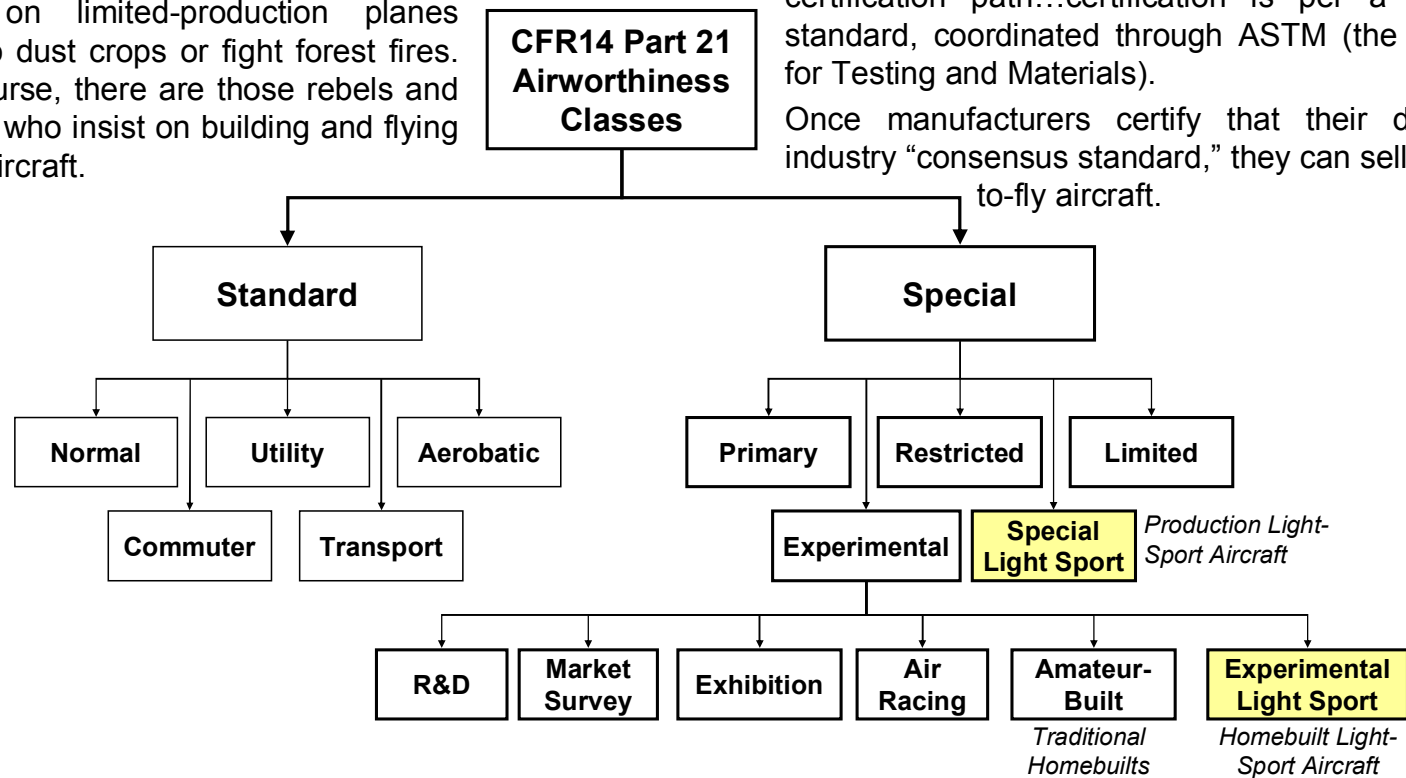 on limited-production planes
dust crops or fight forest fires.
there are those rebels and
who insist on building and flying
CFR14 Part 21
Airworthiness
Classes
path…certification is per a
standard, coordinated through ASTM (the
for Testing and Materials).
Once manufacturers certify that their
industry “consensus standard,” they can sell
to-fly aircraft.
Standard
Special
Normal
Utility
Aerobatic
Primary
Restricted
Limited
Commuter
Transport
Experimental
Special
Light Sport
Production Light-
Sport Aircraft
R&D
Market
Survey
Exhibition
Air
Racing
Amateur-
Built
Experimental
Light Sport
Traditional
Homebuilts
Homebuilt Light-
Sport Aircraft